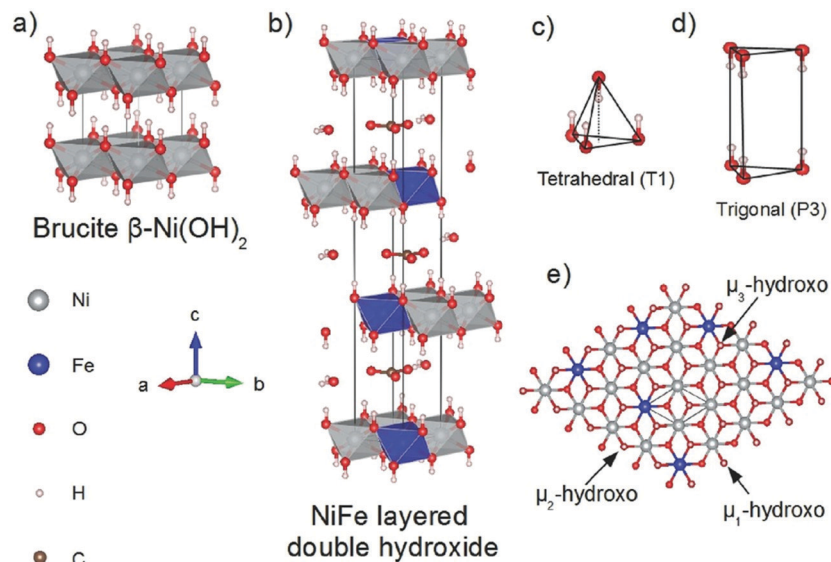 a)
Brucite β-Ni(OH)₂
Ni
Fe
O
H
C
c
a
b
b)
NiFe layered
double hydroxide
c)
Tetrahedral (T1)
d)
Trigonal (P3)
e)
μ₃-hydroxo
μ₂-hydroxo
μ₁-hydroxo